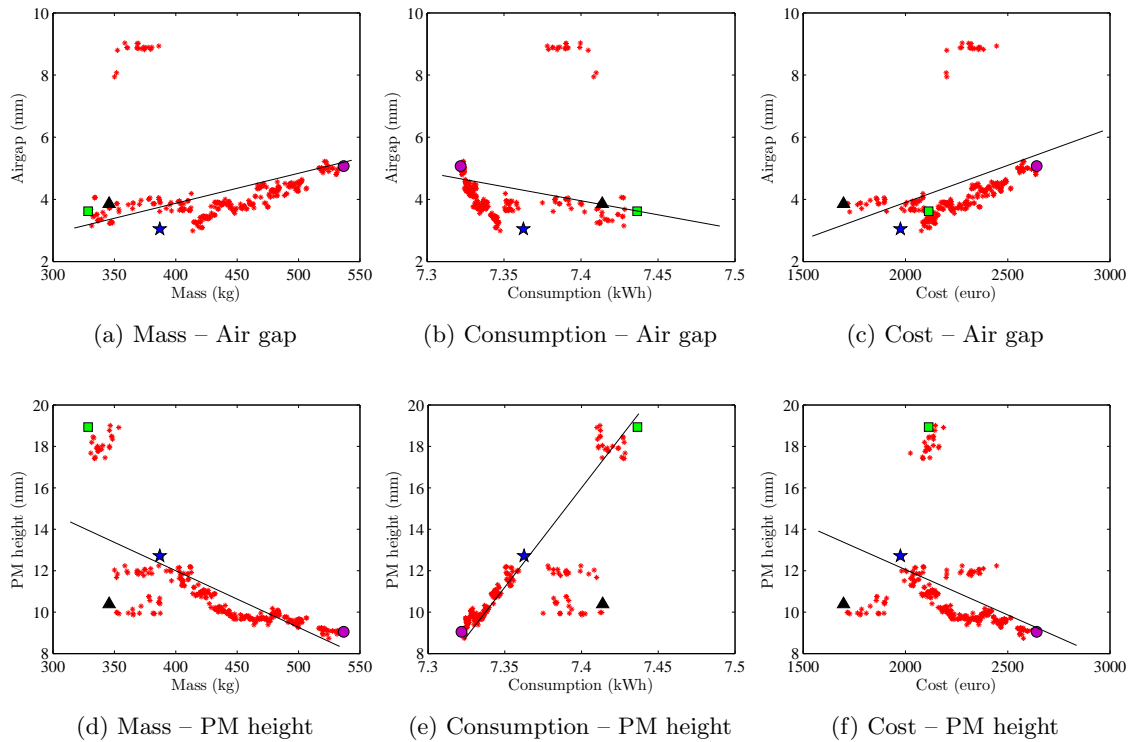 10
8
6
4
2
Airgap (mm)
300 350 400 450 500 550
Mass (kg)
(a) Mass – Air gap
10
8
6
4
2
Airgap (mm)
7.3 7.35 7.4 7.45 7.5
Consumption (kWh)
(b) Consumption – Air gap
10
8
6
4
2
Airgap (mm)
1500 2000 2500 3000
Cost (euro)
(c) Cost – Air gap
20
18
16
14
12
10
8
PM height (mm)
300 350 400 450 500 550
Mass (kg)
(d) Mass – PM height
20
18
16
14
12
10
8
PM height (mm)
7.3 7.35 7.4 7.45 7.5
Consumption (kWh)
(e) Consumption – PM height
20
18
16
14
12
10
8
PM height (mm)
1500 2000 2500 3000
Cost (euro)
(f) Cost – PM height